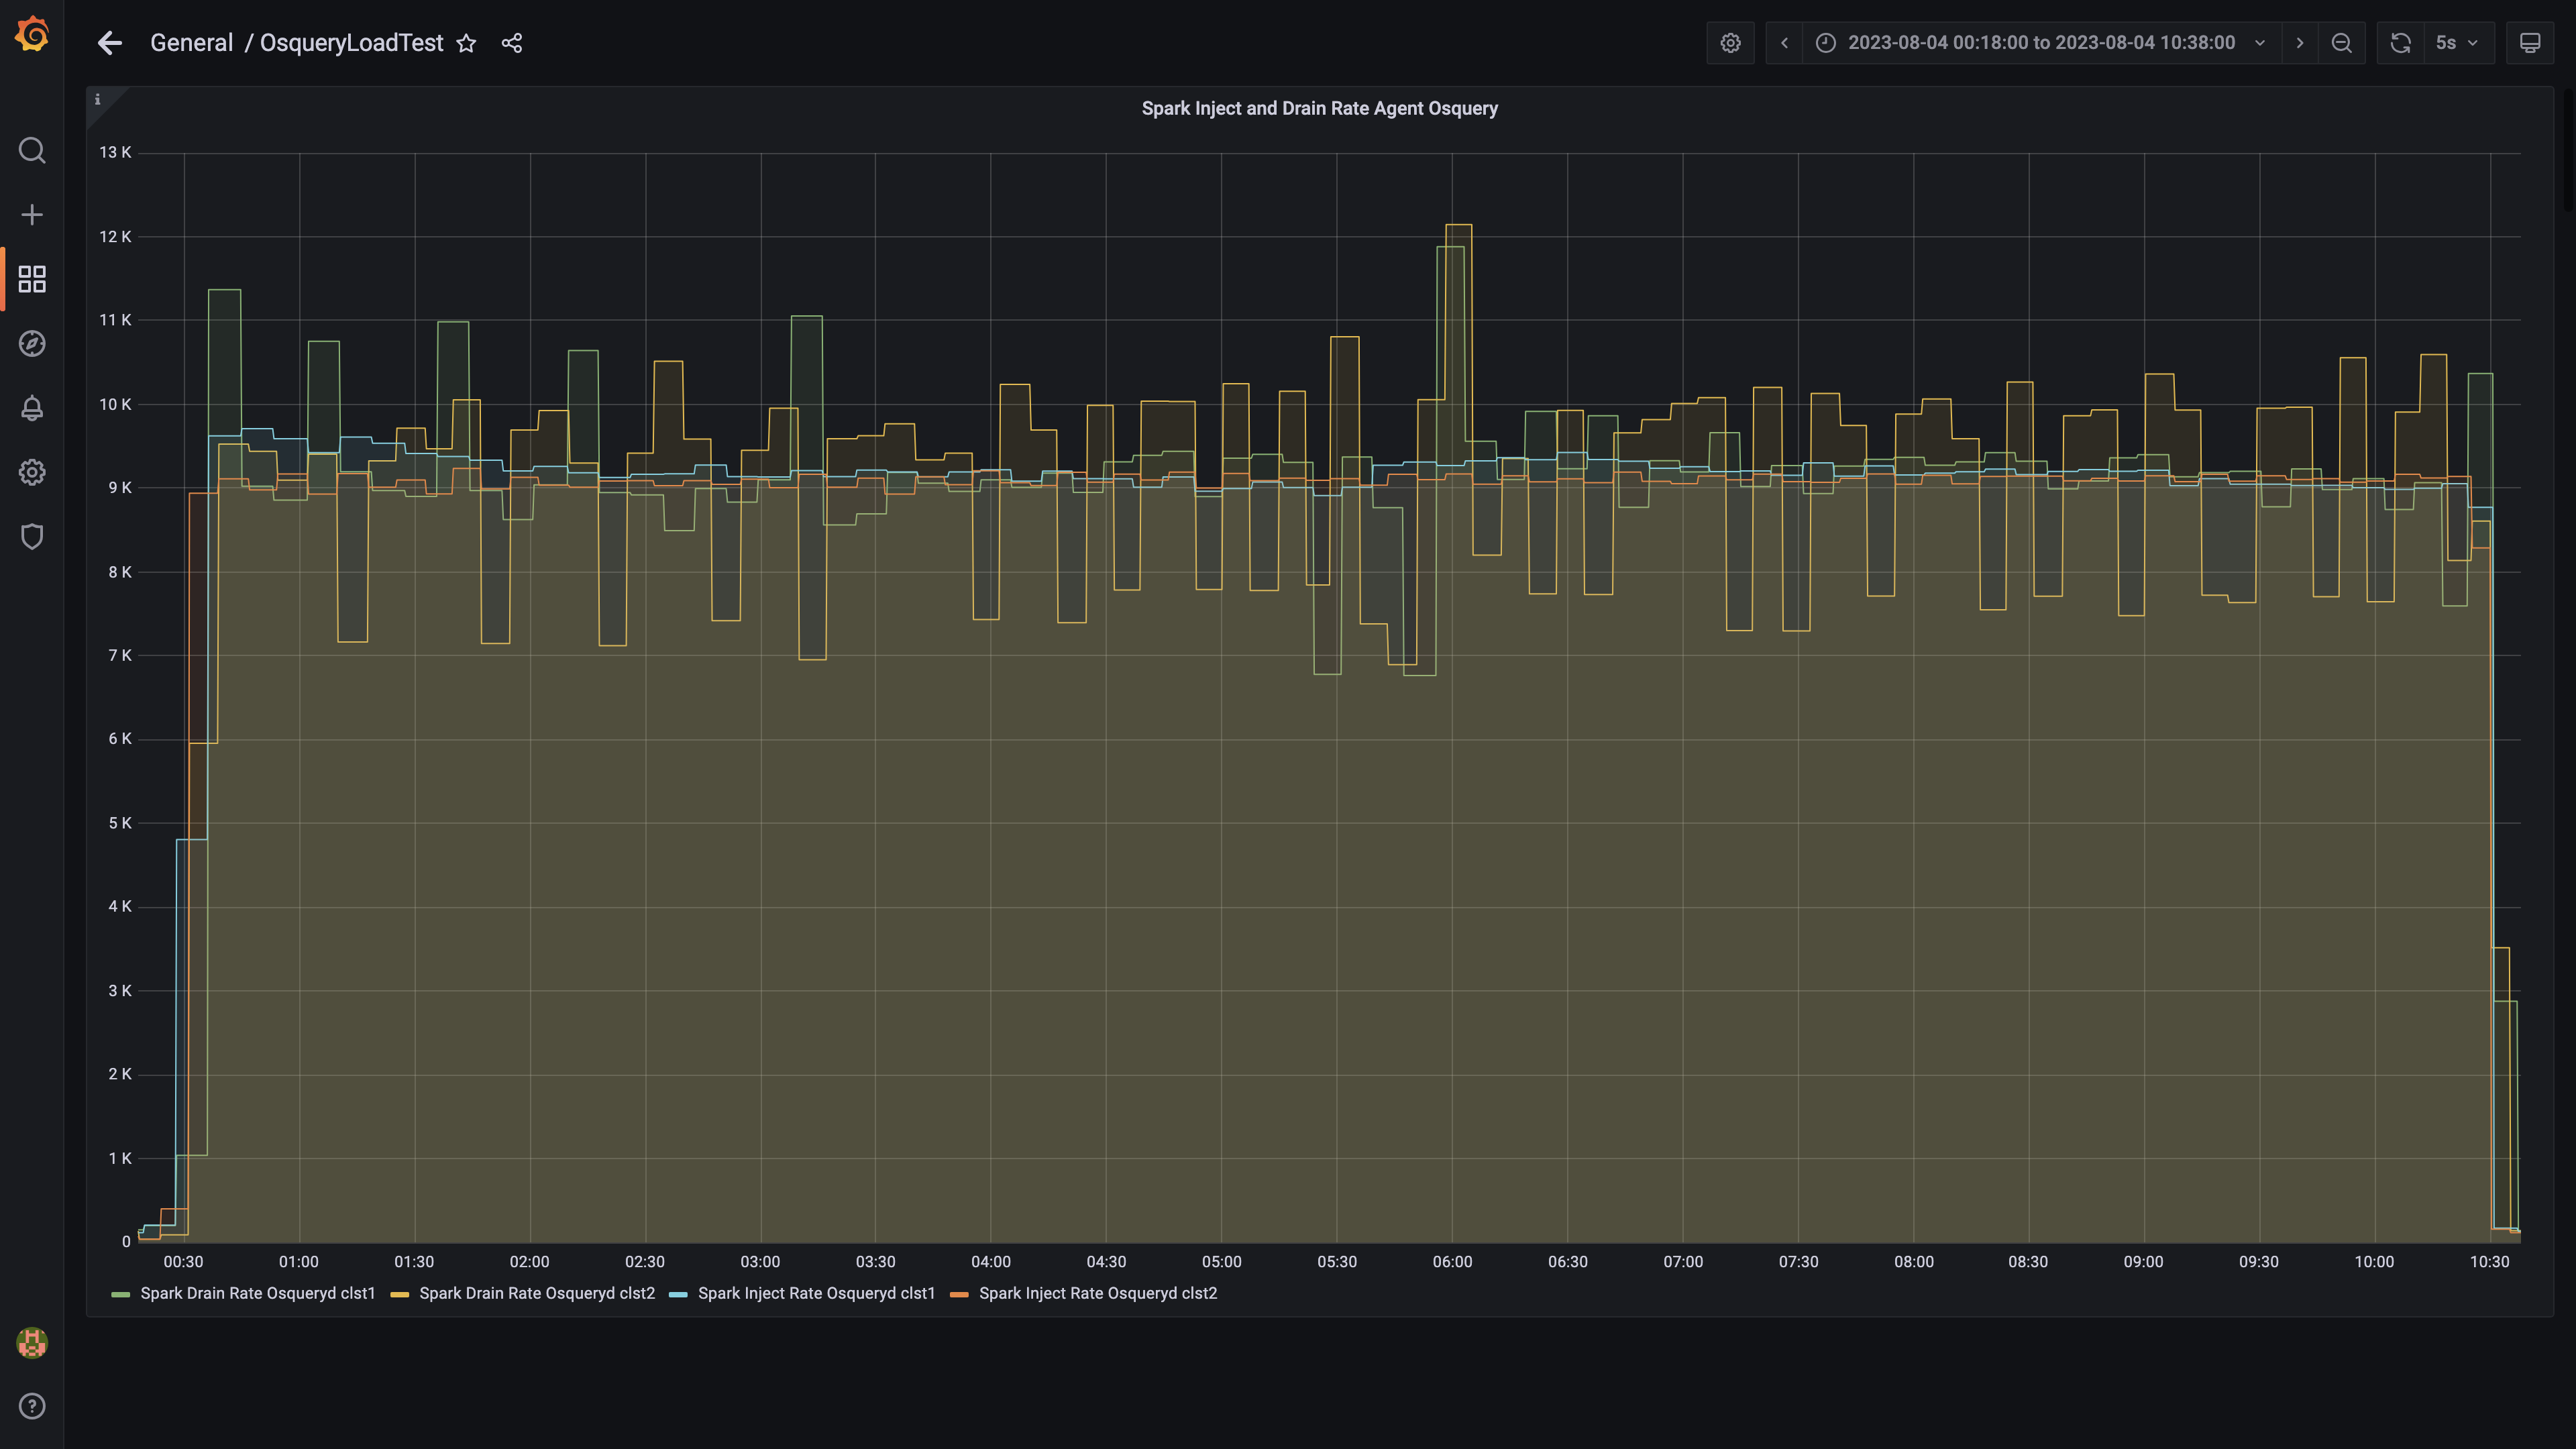 General / OsqueryLoadTest
2023-08-04 00:18:00 to 2023-08-04 10:38:00
5s
i
Spark Inject and Drain Rate Agent Osquery
13 K
12 K
11 K
10 K
9 K
8 K
7 K
6 K
5 K
4 K
3 K
2 K
1 K
0
00:30 01:00 01:30 02:00 02:30 03:00 03:30 04:00 04:30 05:00 05:30 06:00 06:30 07:00 07:30 08:00 08:30 09:00 09:30 10:00 10:30
Spark Drain Rate Osqueryd clst1 Spark Drain Rate Osqueryd clst2 Spark Inject Rate Osqueryd clst1 Spark Inject Rate Osqueryd clst2